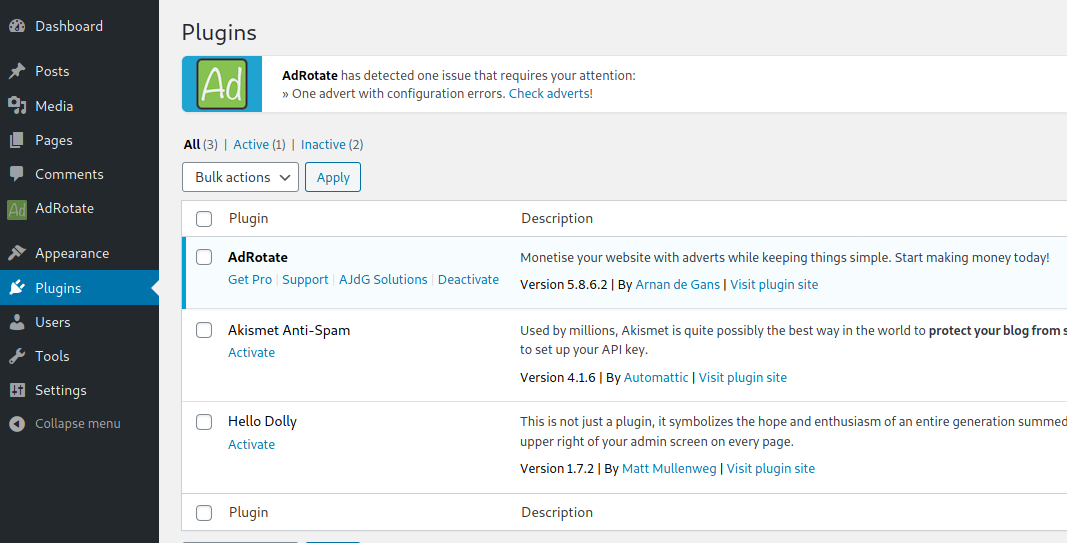 Dashboard
Posts
Media
Pages
Comments
Ad AdRotate
Appearance
Plugins
Users
Tools
Settings
Collapse menu
Plugins
Ad
AdRotate has detected one issue that requires your attention:
» One advert with configuration errors. Check adverts!
All (3) | Active (1) | Inactive (2)
Bulk actions Apply
Plugin Description
AdRotate Monetise your website with adverts while keeping things simple. Start making money today!
Get Pro | Support | AJdG Solutions | Deactivate Version 5.8.6.2 | By Arnan de Gans | Visit plugin site
Akismet Anti-Spam Used by millions, Akismet is quite possibly the best way in the world to protect your blog from
Activate to set up your API key.
Version 4.1.6 | By Automattic | Visit plugin site
Hello Dolly This is not just a plugin, it symbolizes the hope and enthusiasm of an entire generation summed
Activate upper right of your admin screen on every page.
Version 1.7.2 | By Matt Mullenweg | Visit plugin site
Plugin Description